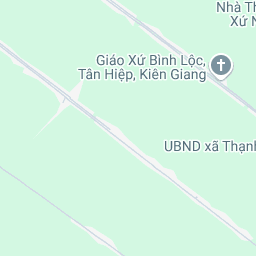 Nhà Th
Xứ N
Giáo Xứ Bình Lộc,
Tân Hiệp, Kiên Giang
UBND xã Thạnh